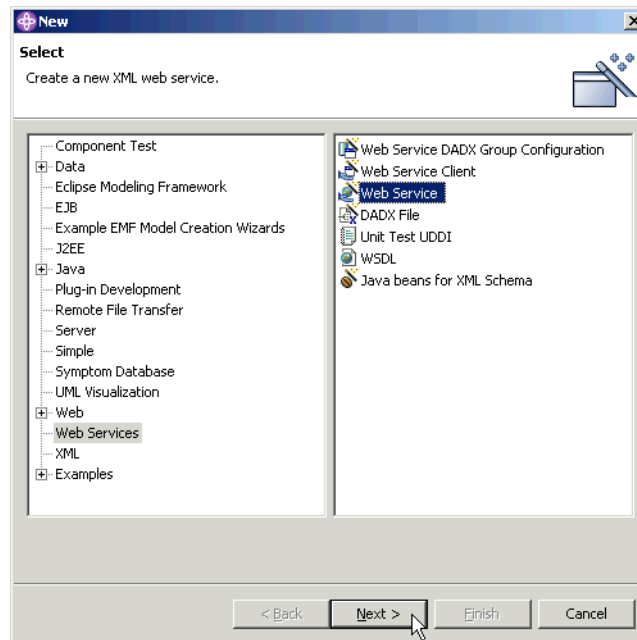 New
Select
Create a new XML web service.
Component Test
Data
Eclipse Modeling Framework
EJB
Example EMF Model Creation Wizards
J2EE
Java
Plug-in Development
Remote File Transfer
Server
Simple
Symptom Database
UML Visualization
Web
Web Services
XML
Examples
Web Service DADX Group Configuration
Web Service Client
Web Service
DADX File
Unit Test UDDI
WSDL
Java beans for XML Schema
< Back
Next >
Finish
Cancel